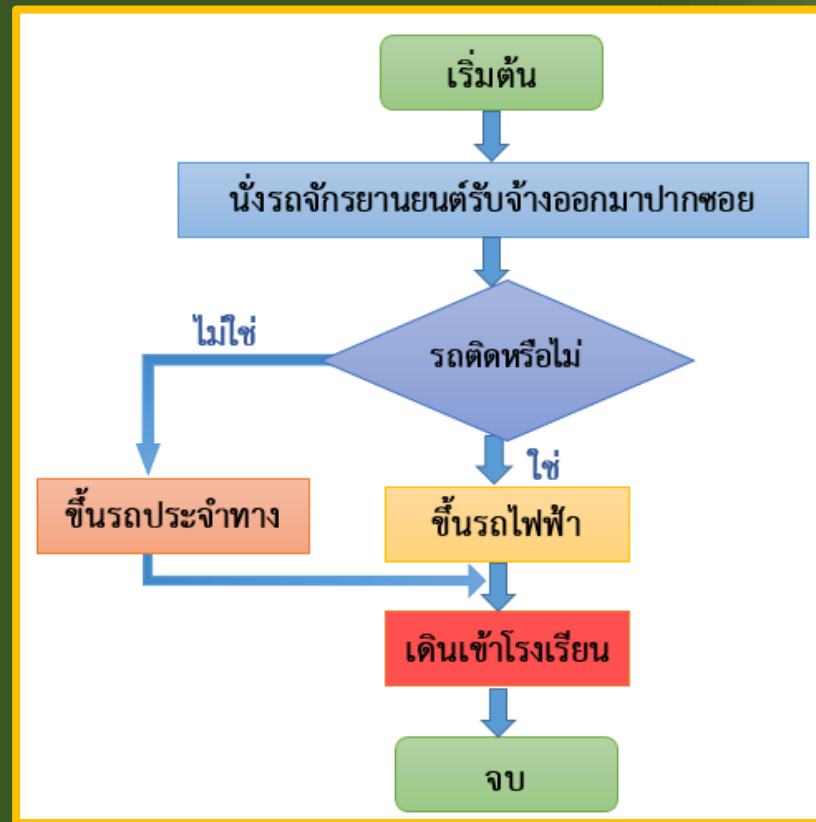 เริ่มต้น
นั่งรถจักรยานยนต์รับจ้างออกมาปากซอย
รถติดหรือไม่
ไม่ใช่
ใช่
ขึ้นรถประจำทาง
ขึ้นรถไฟฟ้า
เดินเข้าโรงเรียน
จบ